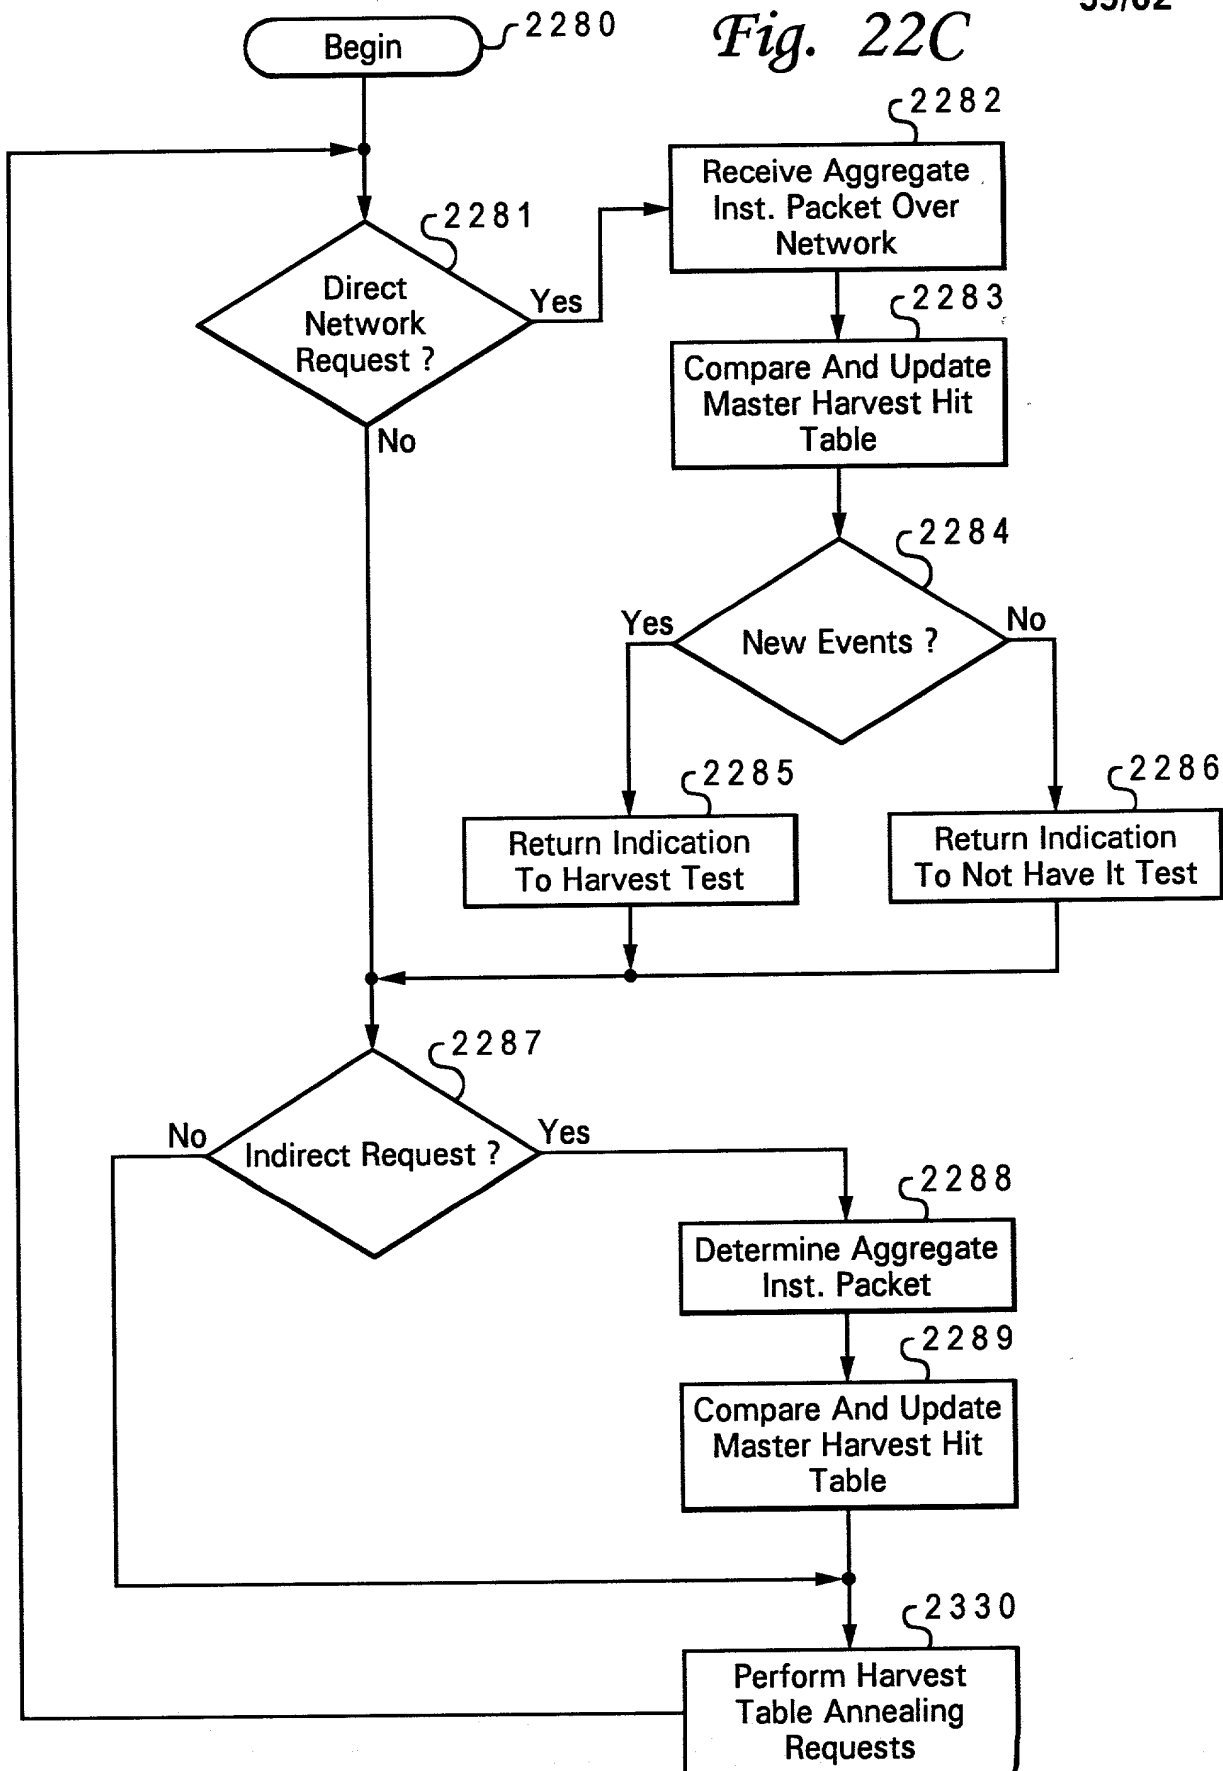 Fig. 22C
Begin
2280
2281
Direct
Network
Request ?
Yes
No
2282
Receive Aggregate
Inst. Packet Over
Network
2283
Compare And Update
Master Harvest Hit
Table
2284
New Events ?
Yes
No
2285
Return Indication
To Harvest Test
2286
Return Indication
To Not Have It Test
2287
Indirect Request ?
No
Yes
2288
Determine Aggregate
Inst. Packet
2289
Compare And Update
Master Harvest Hit
Table
2330
Perform Harvest
Table Annealing
Requests